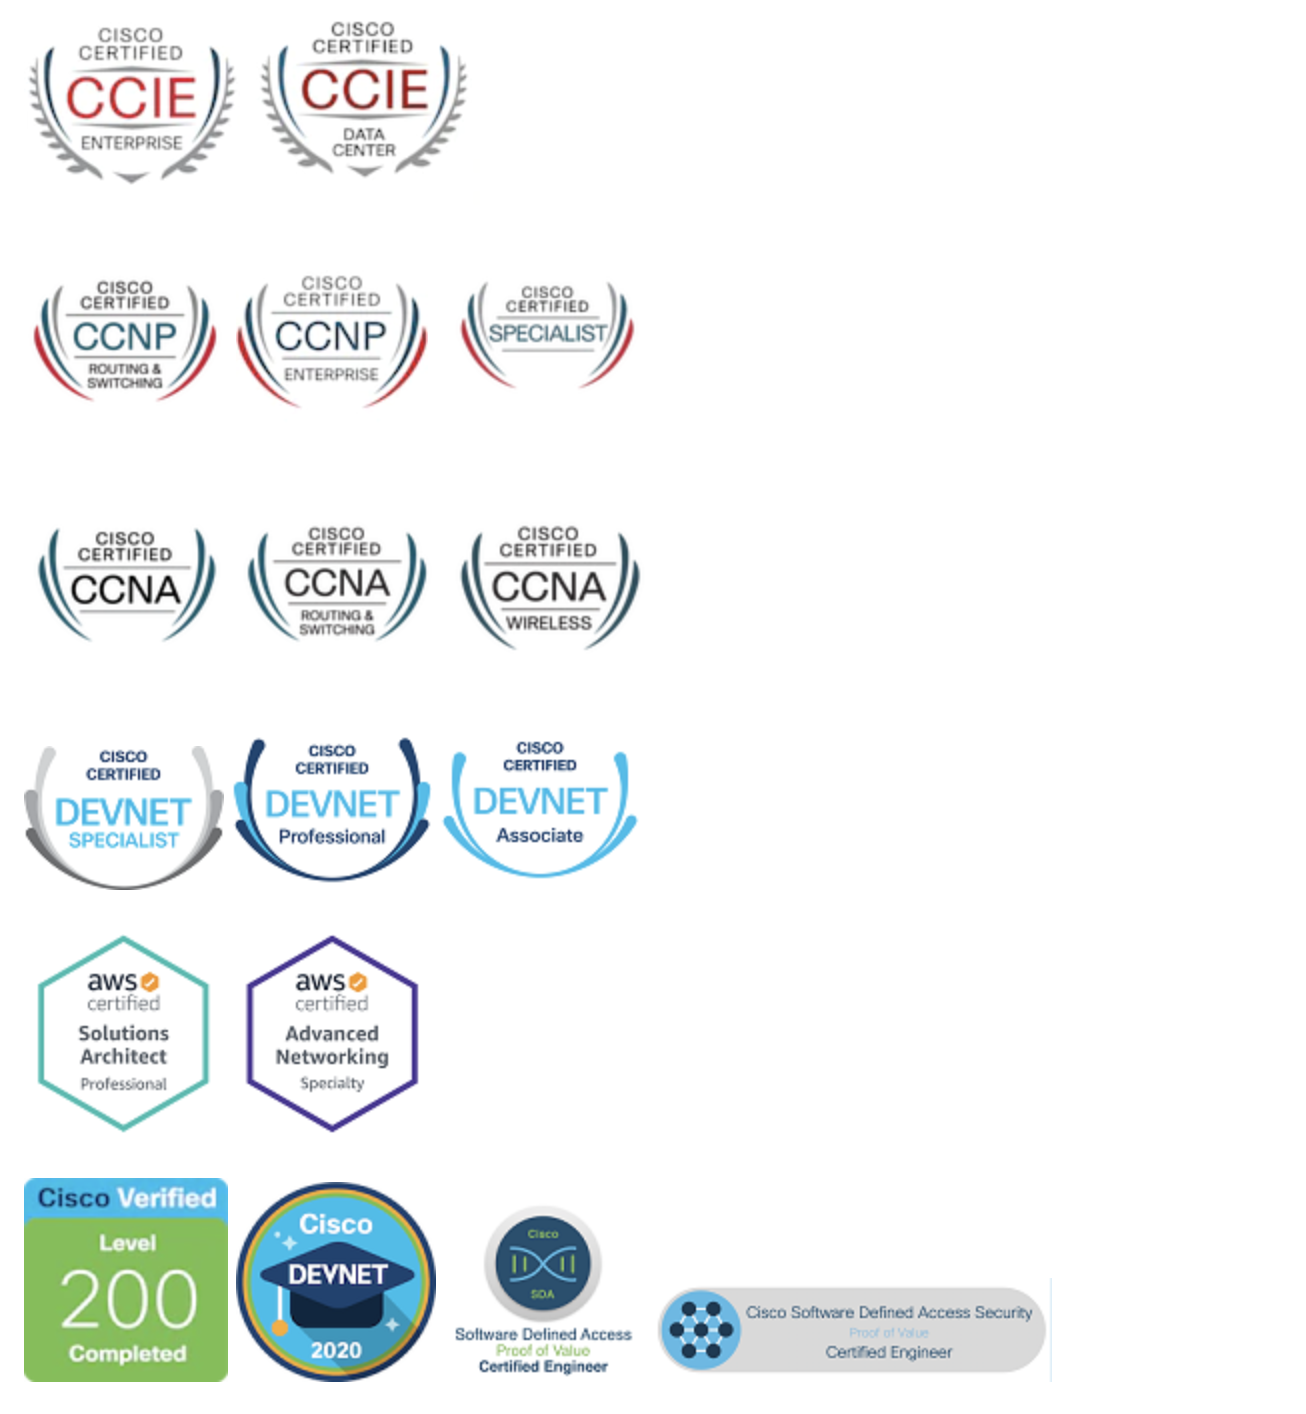 CISCO
CERTIFIED
CCIE
ENTERPRISE
CISCO
CERTIFIED
CCIE
DATA
CENTER
CISCO
CERTIFIED
CCNP
ROUTING &
SWITCHING
CISCO
CERTIFIED
CCNP
ENTERPRISE
CISCO
CERTIFIED
SPECIALIST
CISCO
CERTIFIED
CCNA
CISCO
CERTIFIED
CCNA
ROUTING &
SWITCHING
CISCO
CERTIFIED
CCNA
WIRELESS
CISCO
CERTIFIED
DEVNET
SPECIALIST
CISCO
CERTIFIED
DEVNET
Professional
CISCO
CERTIFIED
DEVNET
Associate
aws
certified
Solutions
Architect
Professional
aws
certified
Advanced
Networking
Specialty
Cisco Verified
Level
200
Completed
Cisco
DEVNET
2020
Cisco
SDA
Software Defined Access
Proof of Value
Certified Engineer
Cisco Software Defined Access Security
Proof of Value
Certified Engineer